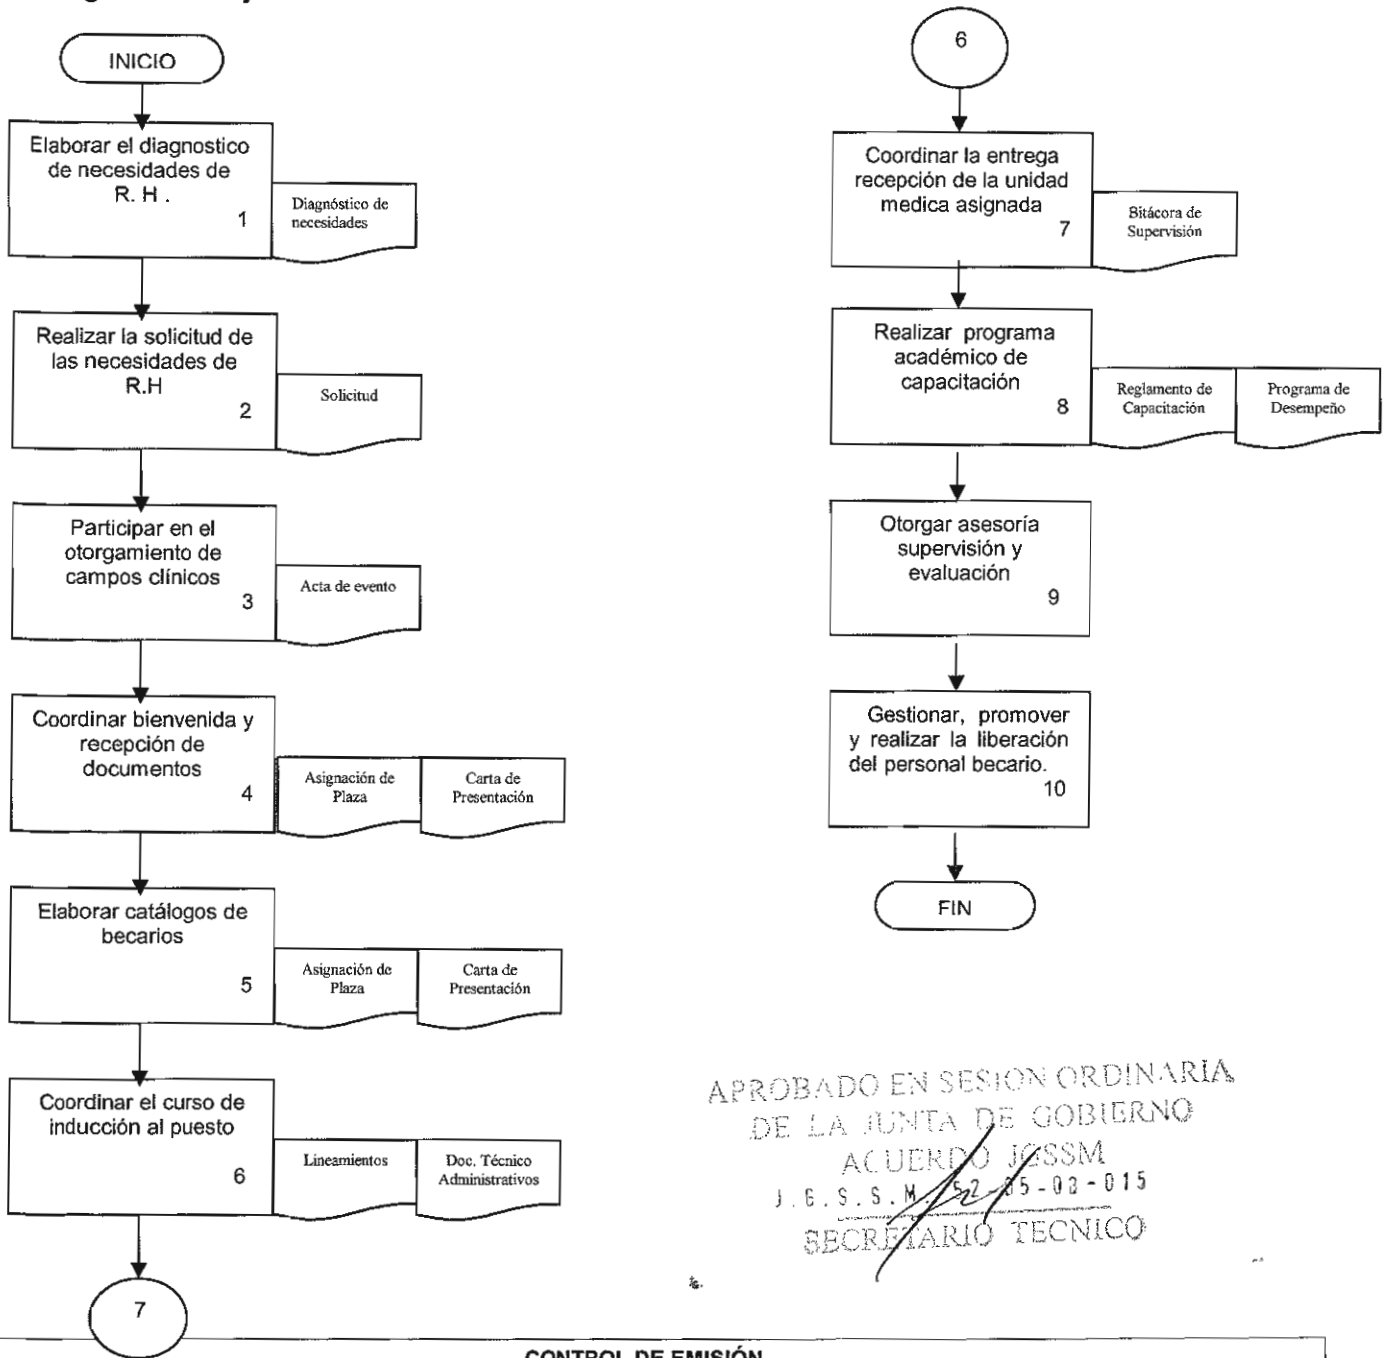 INICIO
Elaborar el diagnostico
de necesidades de
R. H .
1
Diagnóstico de
necesidades
Realizar la solicitud de
las necesidades de
R.H
2
Solicitud
Participar en el
otorgamiento de
campos clínicos
3
Acta de evento
Coordinar bienvenida y
recepción de
documentos
4
Asignación de
Plaza
Carta de
Presentación
Elaborar catálogos de
becarios
5
Asignación de
Plaza
Carta de
Presentación
Coordinar el curso de
inducción al puesto
6
Lineamientos
Doc. Técnico
Administrativos
7
6
Coordinar la entrega
recepción de la unidad
medica asignada
7
Bitácora de
Supervisión
Realizar programa
académico de
capacitación
8
Reglamento de
Capacitación
Programa de
Desempeño
Otorgar asesoría
supervisión y
evaluación
9
Gestionar, promover
y realizar la liberación
del personal becario.
10
FIN
APROBADO EN SESION ORDINARIA
DE LA JUNTA DE GOBIERNO
ACUERDO JGSSM
SECRETARIO TECNICO
CONTROL DE EMISIÓN